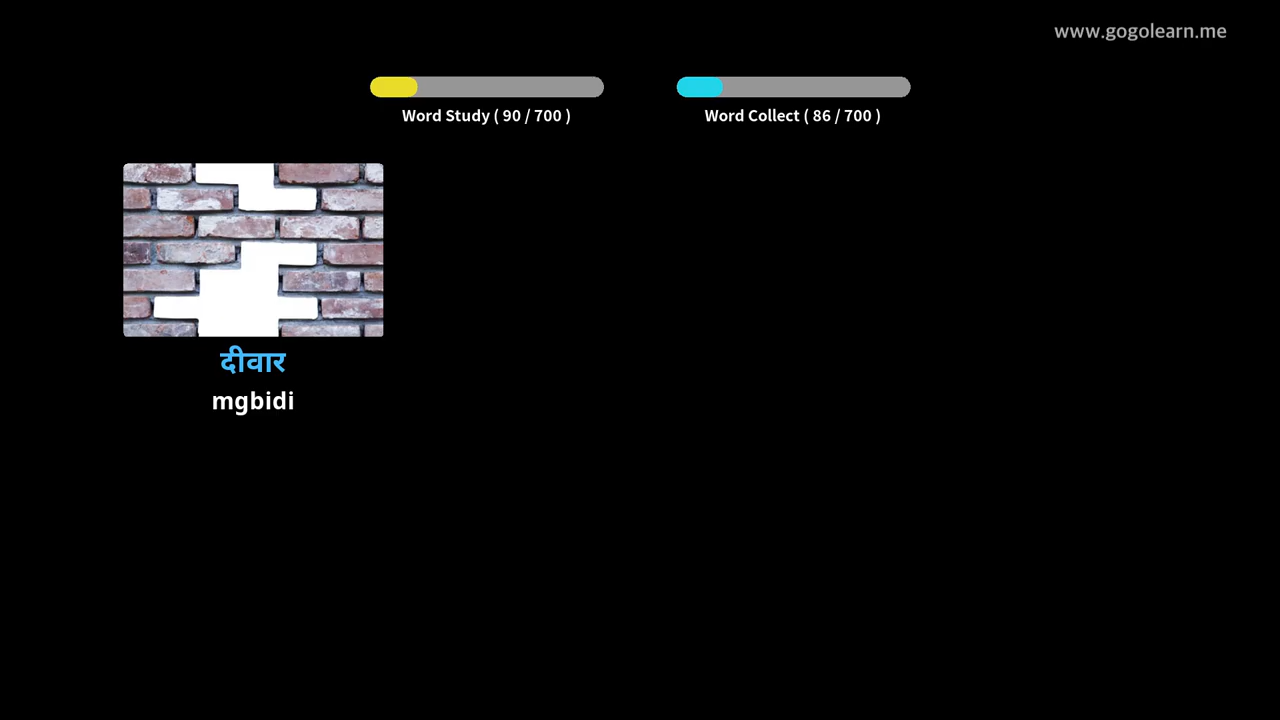 www.gogolearn.me
Word Study ( 90 / 700 )
Word Collect ( 86 / 700 )
दीवार
mgbidi